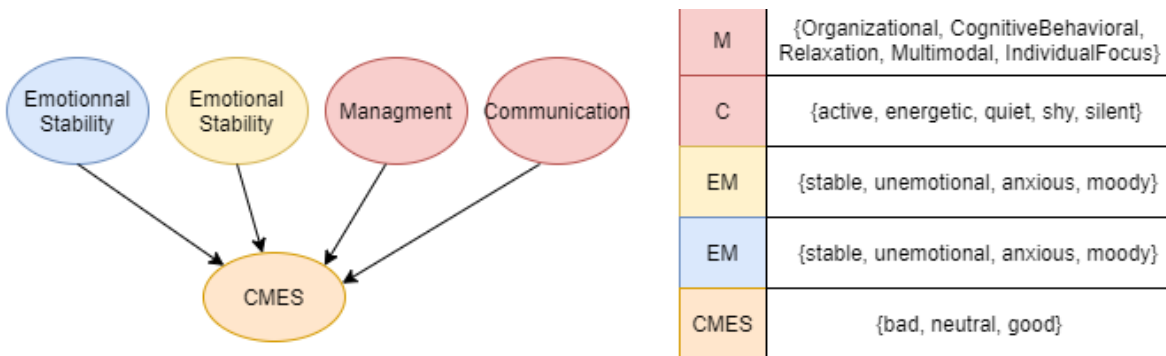 Emotionnal
Stability
Emotional
Stability
Managment
Communication
CMES
M
{Organizational, CognitiveBehavioral,
Relaxation, Multimodal, IndividualFocus}
C
{active, energetic, quiet, shy, silent}
EM
{stable, unemotional, anxious, moody}
EM
{stable, unemotional, anxious, moody}
CMES
{bad, neutral, good}